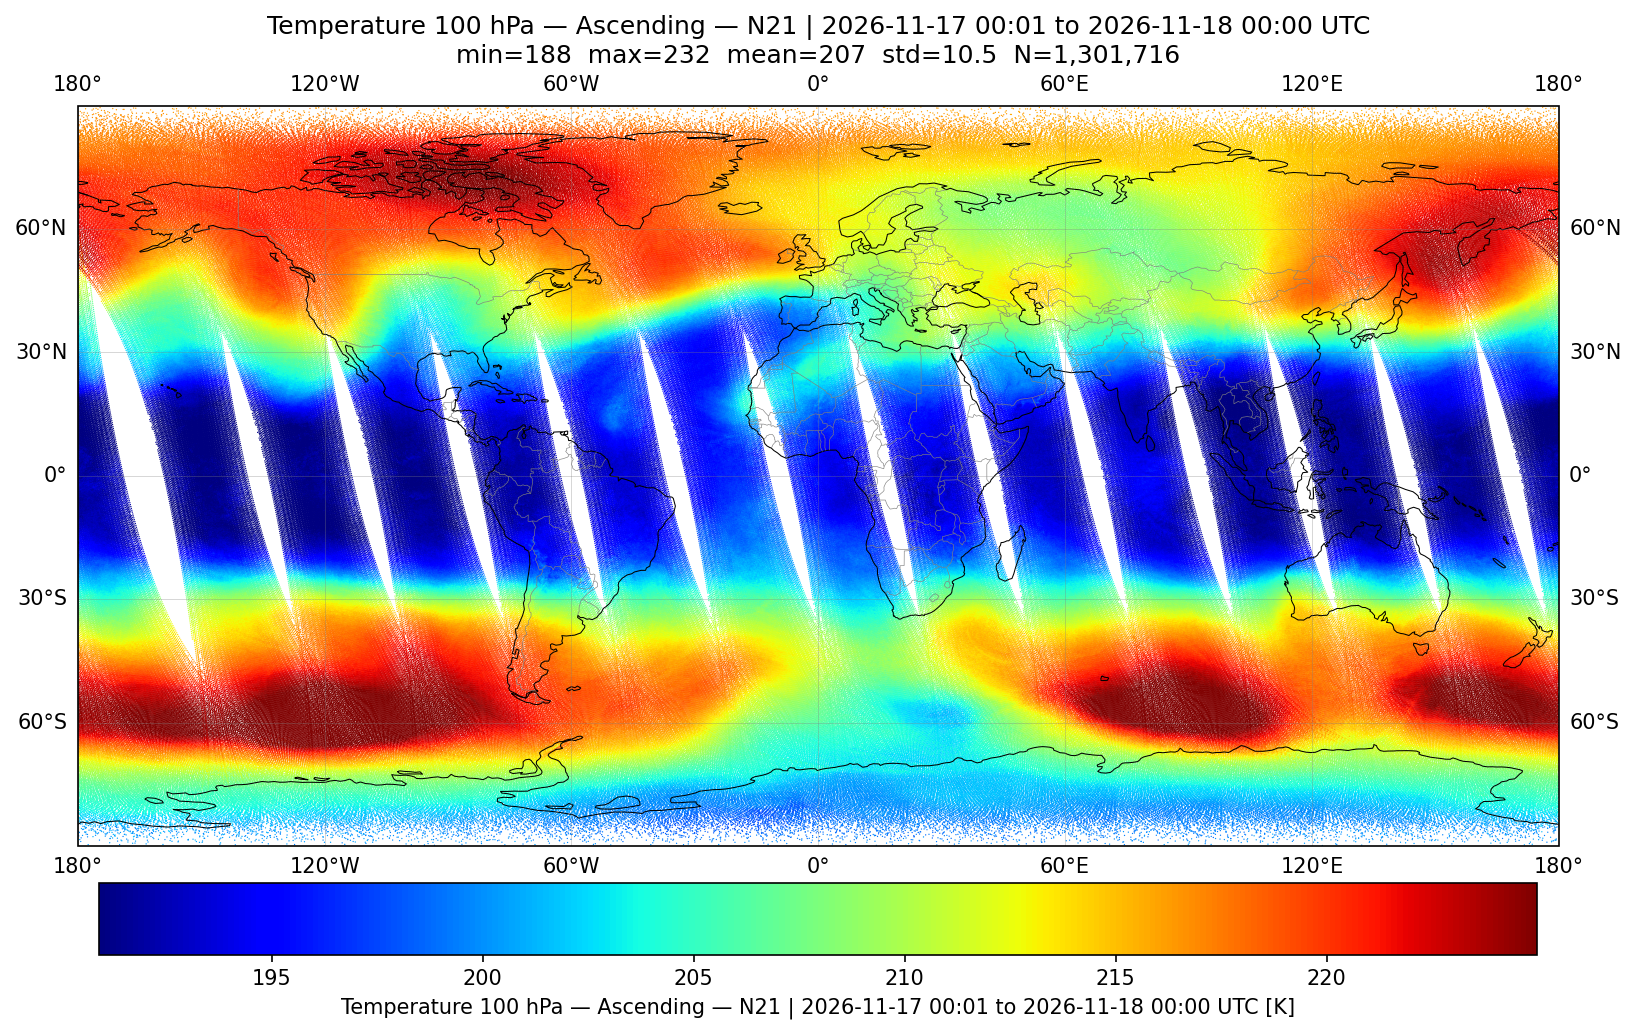 Temperature 100 hPa — Ascending — N21 | 2026-11-17 00:01 to 2026-11-18 00:00 UTC
min=188 max=232 mean=207 std=10.5 N=1,301,716
180° 120°W 60°W 0° 60°E 120°E 180°
60°N 60°N
30°N 30°N
0° 0°
30°S 30°S
60°S 60°S
180° 120°W 60°W 0° 60°E 120°E 180°
195 200 205 210 215 220
Temperature 100 hPa — Ascending — N21 | 2026-11-17 00:01 to 2026-11-18 00:00 UTC [K]